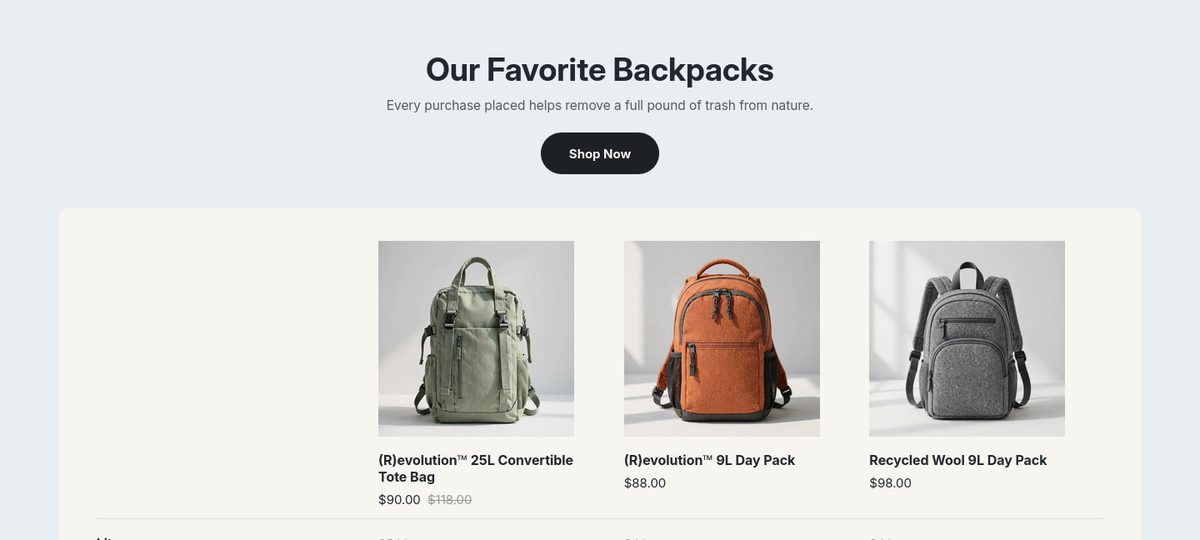 Our Favorite Backpacks
Every purchase placed helps remove a full pound of trash from nature.
Shop Now
(R)evolution™ 25L Convertible
Tote Bag
$90.00 $118.00
(R)evolution™ 9L Day Pack
$88.00
Recycled Wool 9L Day Pack
$98.00